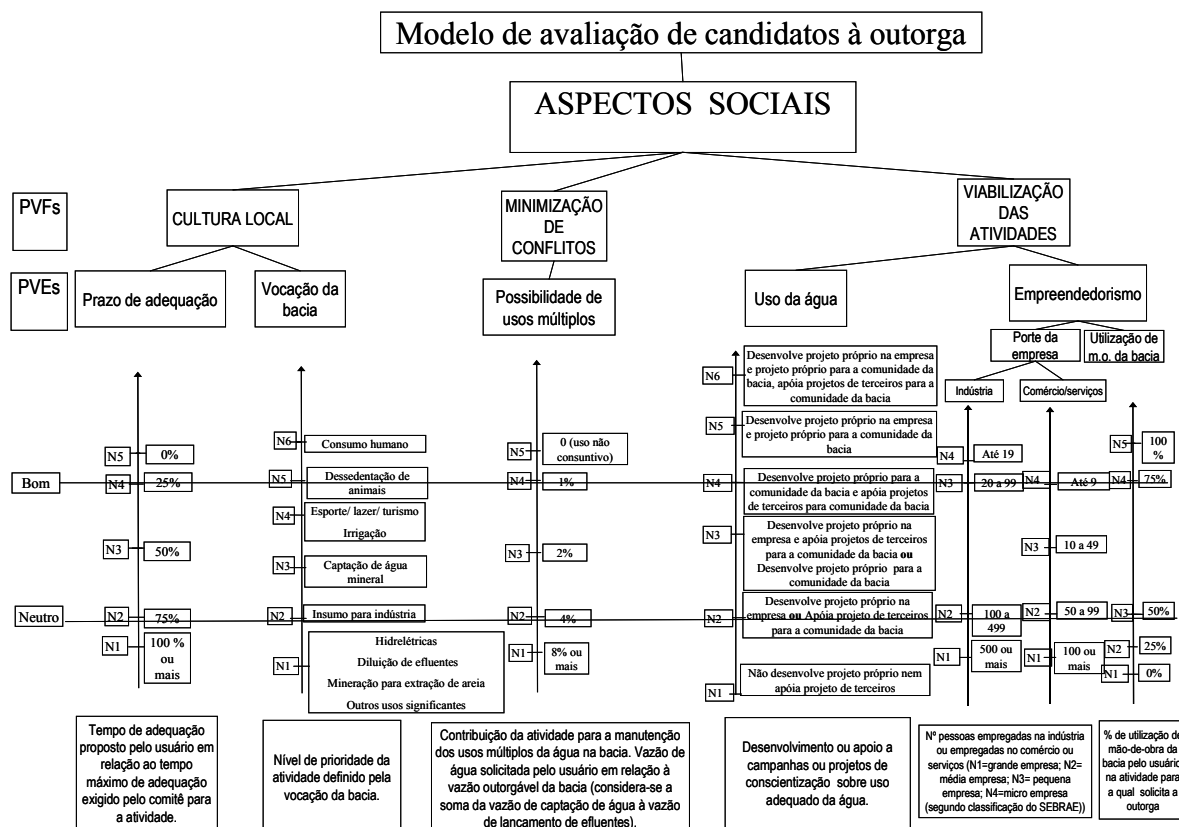 Modelo de avaliação de candidatos à outorga
ASPECTOS SOCIAIS
PVFs
CULTURA LOCAL
MINIMIZAÇÃO
DE
CONFLITOS
VIABILIZAÇÃO
DAS
ATIVIDADES
PVEs
Prazo de adequação
Vocação da
bacia
Possibilidade de
usos múltiplos
Uso da água
Empreendedorismo
Porte da
empresa
Utilização de
m.o. da bacia
Indústria
Comércio/serviços
Bom
Neutro
N5
0%
N4
25%
N3
50%
N2
75%
N1
100 %
ou
mais
N6
Consumo humano
N5
Dessedentação de
animais
N4
Esporte/ lazer/ turismo
Irrigação
N3
Captação de água
mineral
N2
Insumo para indústria
N1
Hidrelétricas
Diluição de efluentes
Mineração para extração de areia
Outros usos significantes
N5
0 (uso não
consuntivo)
N4
1%
N3
2%
N2
4%
N1
8% ou
mais
N6
Desenvolve projeto próprio na empresa
e projeto próprio para a comunidade da
bacia, apóia projetos de terceiros para a
comunidade da bacia
N5
Desenvolve projeto próprio na empresa
e projeto próprio para a comunidade da
bacia
N4
Desenvolve projeto próprio para a
comunidade da bacia e apóia projetos
de terceiros para comunidade da bacia
N3
Desenvolve projeto próprio na
empresa e apóia projetos de terceiros
para a comunidade da bacia ou
Desenvolve projeto próprio para a
comunidade da bacia
N2
Desenvolve projeto próprio na
empresa ou Apóia projeto de terceiros
para a comunidade da bacia
N1
Não desenvolve projeto próprio nem
apóia projeto de terceiros
N4
Até 19
N3
20 a 99
N2
100 a
499
N1
500 ou
mais
N4
Até 9
N3
10 a 49
N2
50 a 99
N1
100 ou
mais
N5
100
%
N4
75%
N3
50%
N2
25%
N1
0%
Tempo de adequação
proposto pelo usuário em
relação ao tempo
máximo de adequação
exigido pelo comitê para
a atividade.
Nível de prioridade da
atividade definido pela
vocação da bacia.
Contribuição da atividade para a manutenção
dos usos múltiplos da água na bacia. Vazão de
água solicitada pelo usuário em relação à
vazão outorgável da bacia (considera-se a
soma da vazão de captação de água à vazão
de lançamento de efluentes).
Desenvolvimento ou apoio a
campanhas ou projetos de
conscientização sobre uso
adequado da água.
Nº pessoas empregadas na indústria
ou empregadas no comércio ou
serviços (N1=grande empresa; N2=
média empresa; N3= pequena
empresa; N4=micro empresa
(segundo classificação do SEBRAE))
% de utilização de
mão-de-obra da
bacia pelo usuário
na atividade para
a qual solicita a
outorga